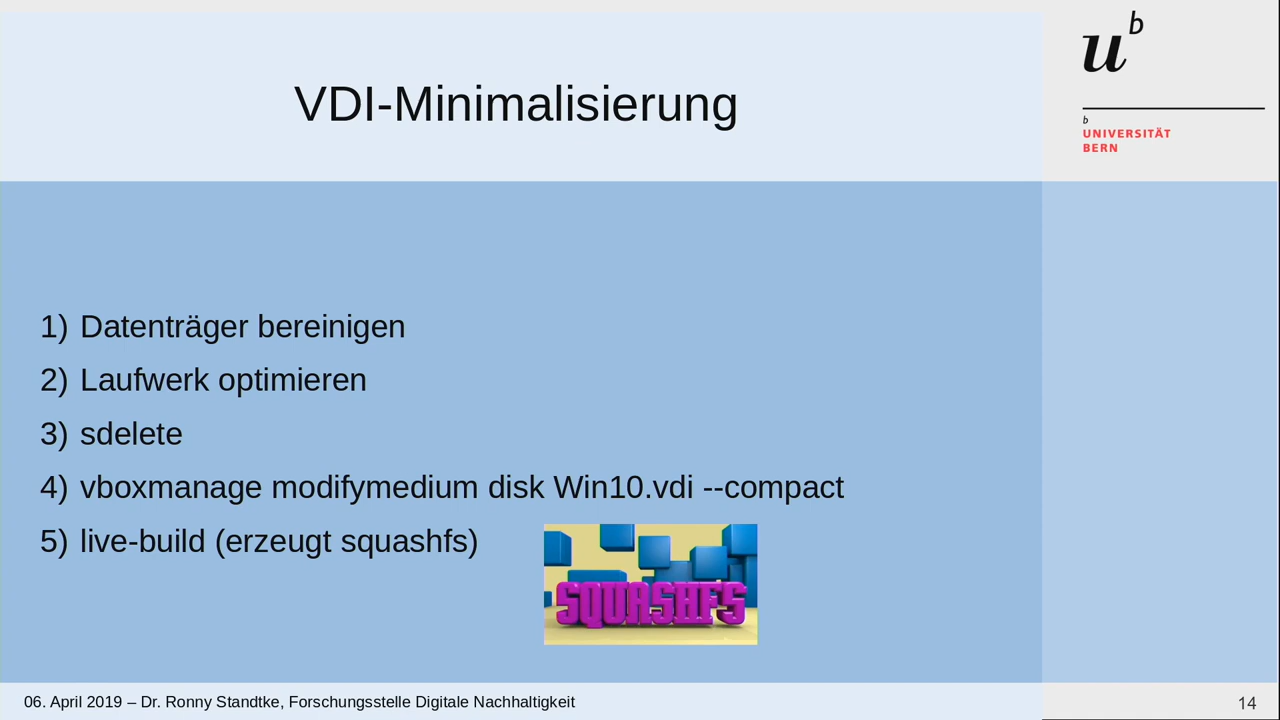 VDI-Minimalisierung
u b
b
UNIVERSITÄT
BERN
1) Datenträger bereinigen
2) Laufwerk optimieren
3) sdelete
4) vboxmanage modifymedium disk Win10.vdi --compact
5) live-build (erzeugt squashfs)
SQUASHFS
06. April 2019 – Dr. Ronny Standtke, Forschungsstelle Digitale Nachhaltigkeit
14